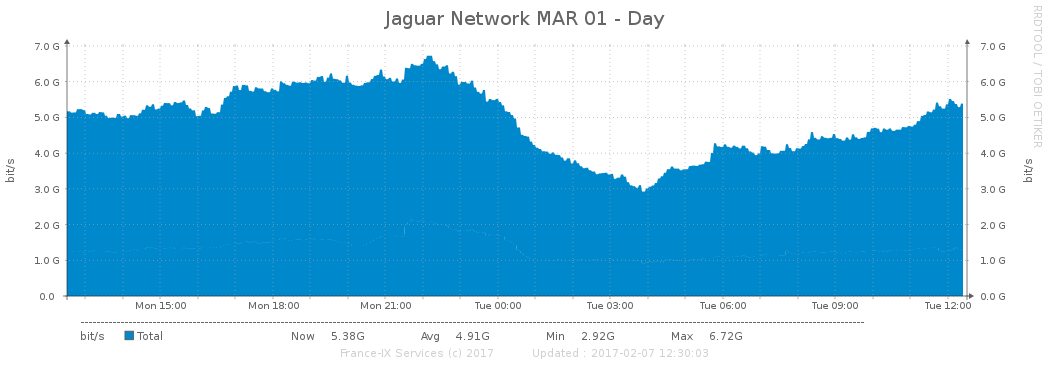 Jaguar Network MAR 01 - Day
RRDTOOL / TOBI OETIKER
7.0 G 7.0 G
6.0 G 6.0 G
5.0 G 5.0 G
4.0 G 4.0 G
3.0 G 3.0 G
2.0 G 2.0 G
1.0 G 1.0 G
0.0 0.0 G
bit/s
bit/s
Mon 15:00 Mon 18:00 Mon 21:00 Tue 00:00 Tue 03:00 Tue 06:00 Tue 09:00 Tue 12:00
bit/s Total Now 5.38G Avg 4.91G Min 2.92G Max 6.72G
France-IX Services (c) 2017 Updated : 2017-02-07 12:30:03